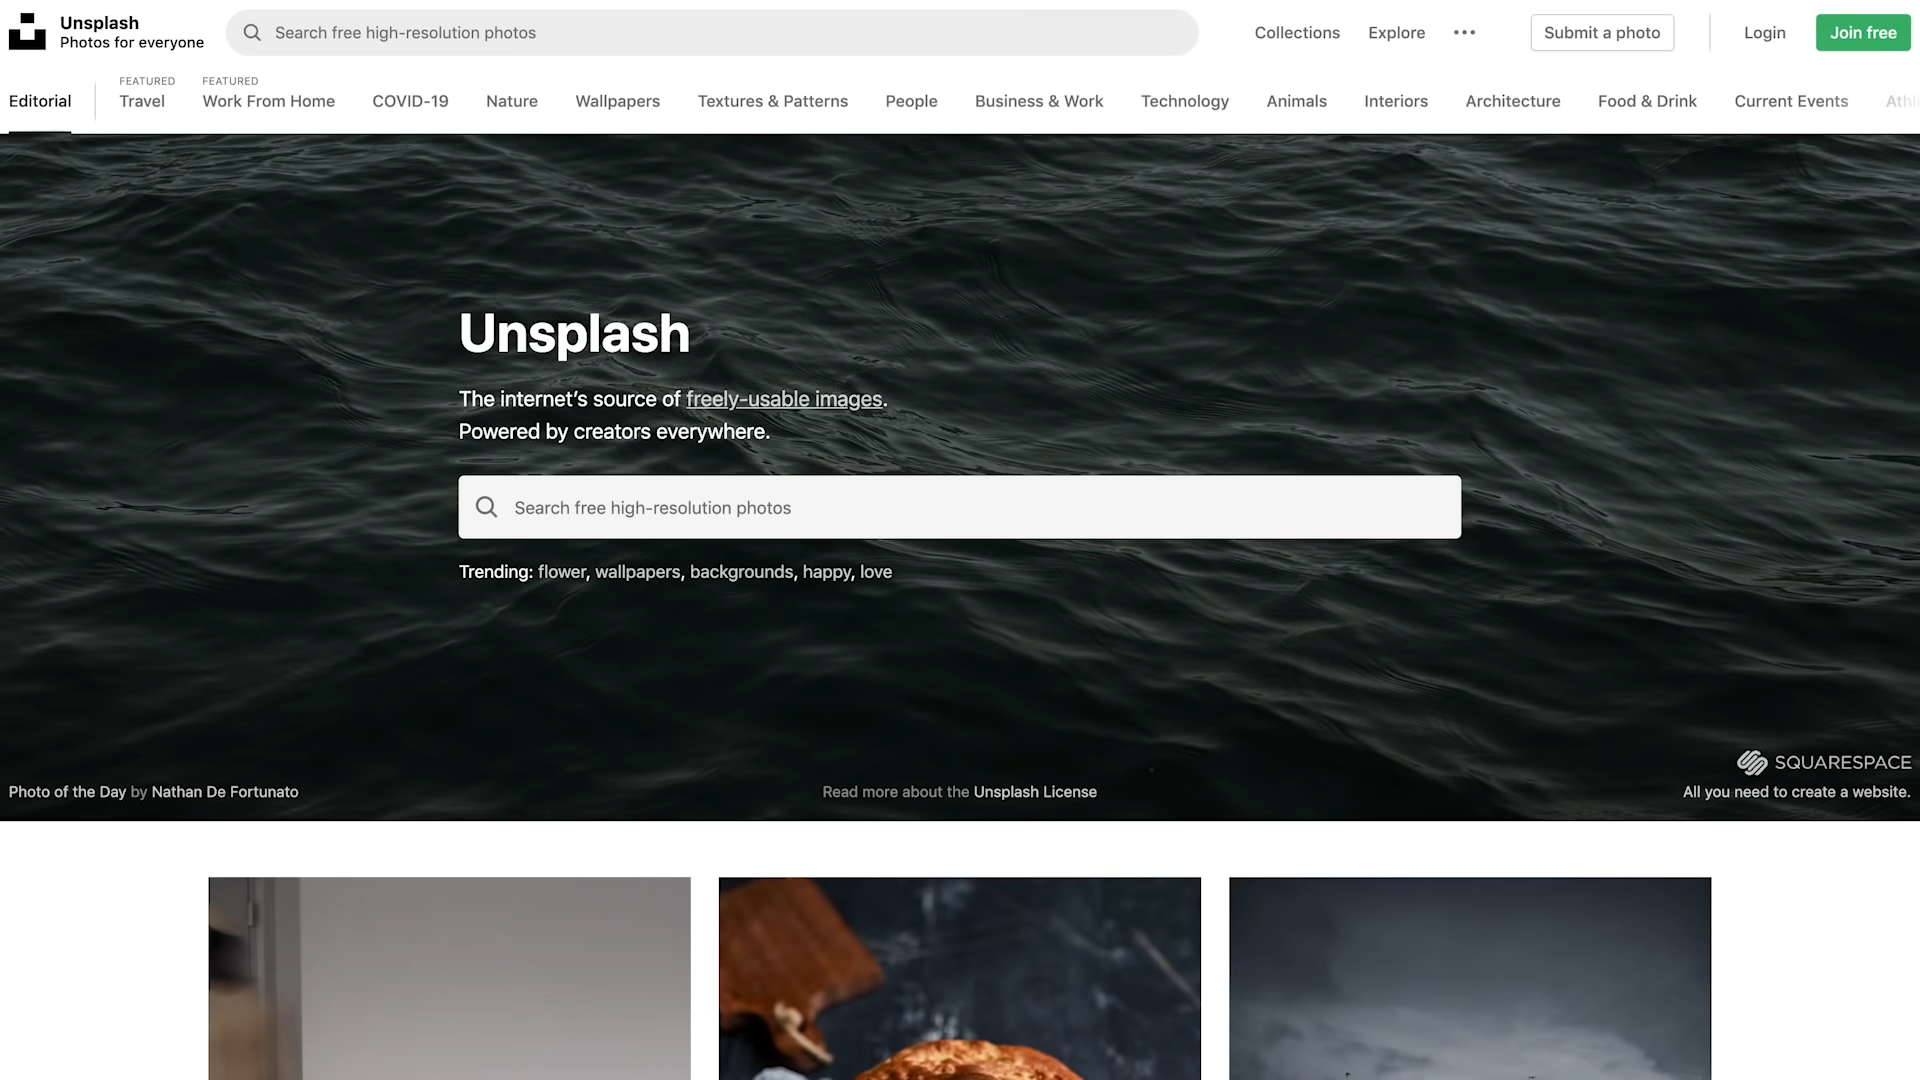 Unsplash
Photos for everyone
Search free high-resolution photos
Collections
Explore
Submit a photo
Login
Join free
Editorial
FEATURED
Travel
FEATURED
Work From Home
COVID-19
Nature
Wallpapers
Textures & Patterns
People
Business & Work
Technology
Animals
Interiors
Architecture
Food & Drink
Current Events
Unsplash
The internet’s source of freely-usable images.
Powered by creators everywhere.
Search free high-resolution photos
Trending: flower, wallpapers, backgrounds, happy, love
SQUARESPACE
Photo of the Day by Nathan De Fortunato
Read more about the Unsplash License
All you need to create a website.